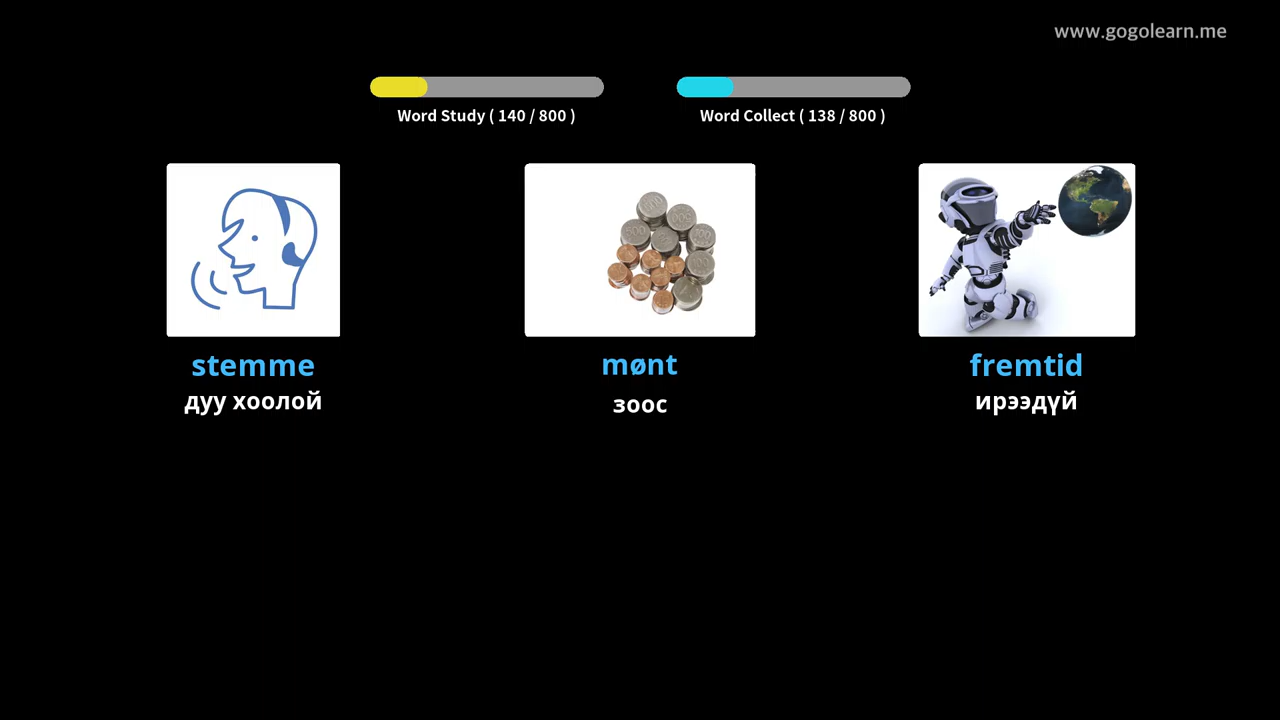 www.gogolearn.me
Word Study ( 140 / 800 )
Word Collect ( 138 / 800 )
stemme
дуу хоолой
mønt
зоос
fremtid
ирээдүй